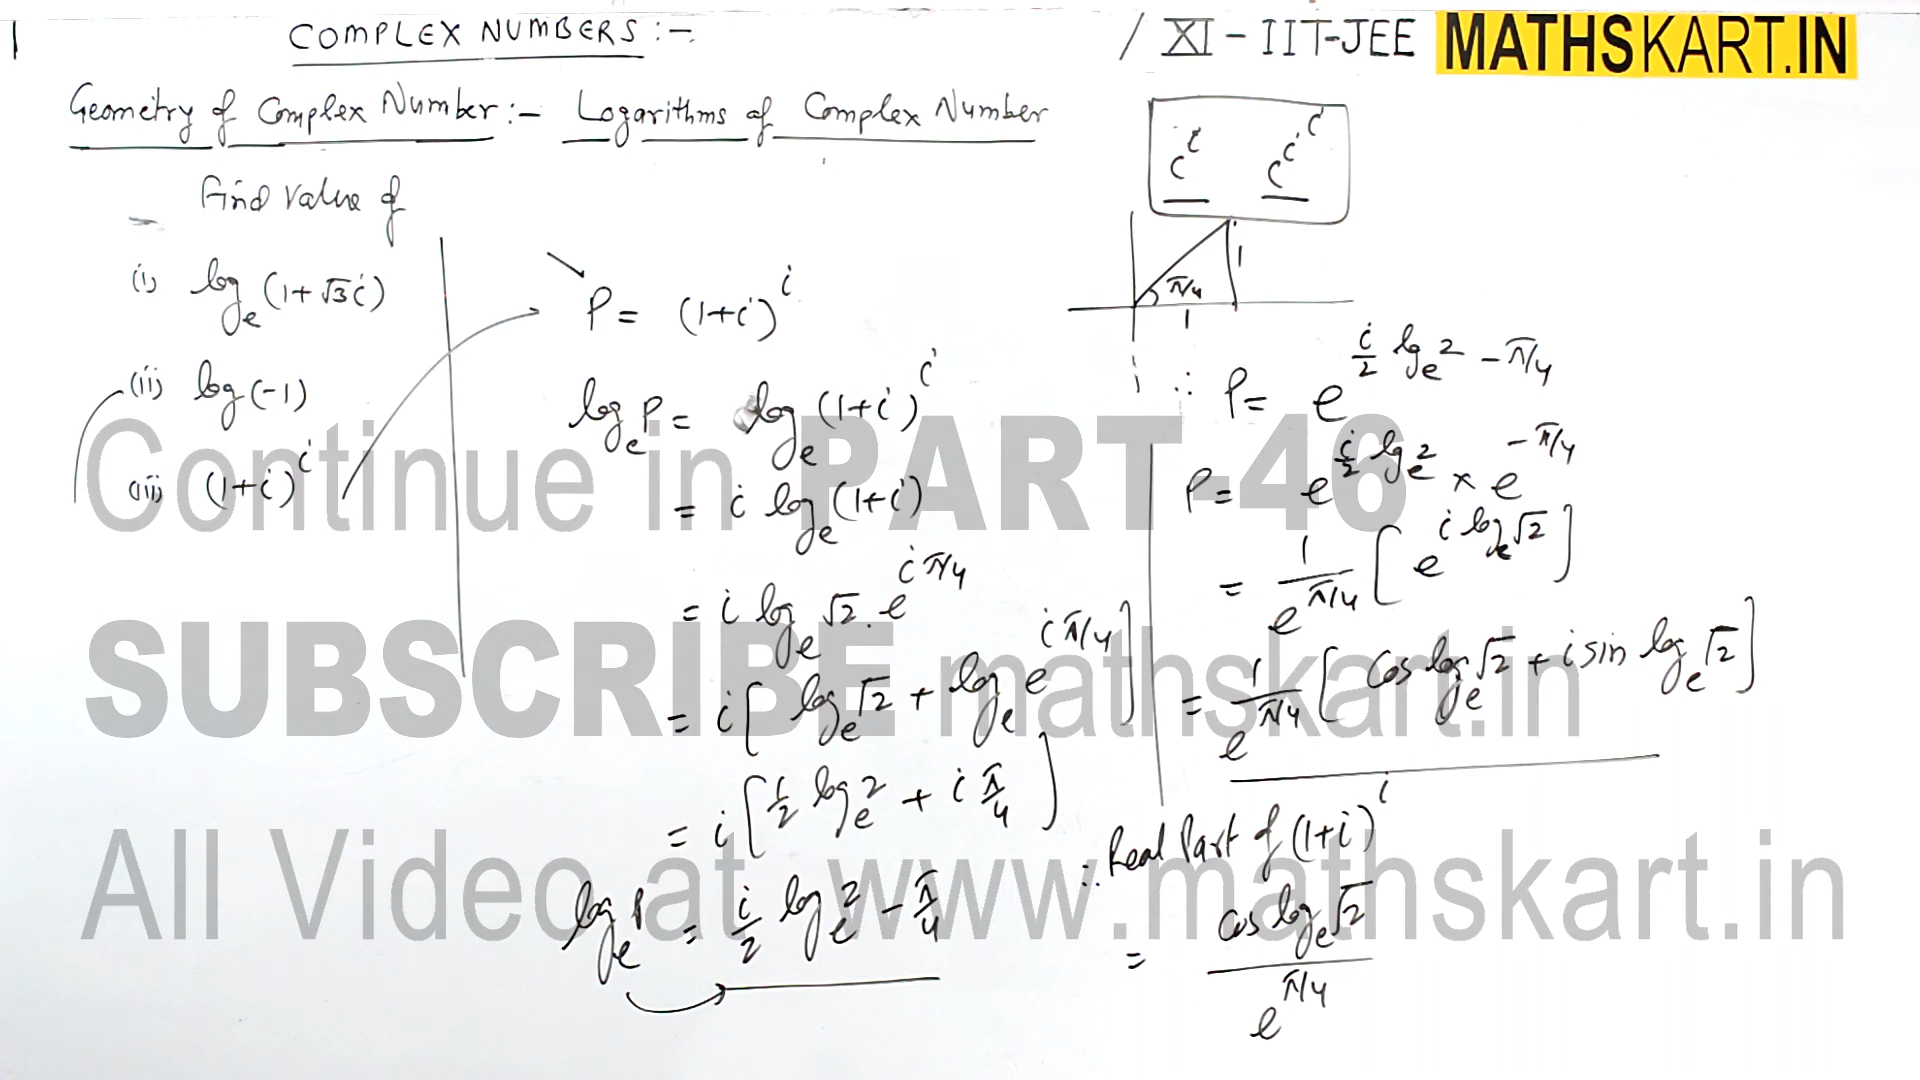 COMPLEX NUMBERS :-
/ XI - IIT-JEE MATHSKART.IN
Geometry of Complex Number :- Logarithms of Complex Number
i^i i^i^i
Find value of
(i) log_e (1+√3i)
(ii) log(-1)
(iii) (1+i)^i
P = (1+i)^i
log_e P = log_e (1+i)^i
= i log_e (1+i)
= i log_e √2 . e^iπ/4
= i [ log_e √2 + log_e e^iπ/4 ]
= i [ 1/2 log_e 2 + i π/4 ]
log_e P = i/2 log_e 2 - π/4
π/4
1
1
∴ P = e^(i/2 log_e 2 - π/4)
P = e^(i/2 log_e 2) × e^(-π/4)
= 1/e^π/4 [ e^(i log_e √2) ]
= 1/e^π/4 [ cos log_e √2 + i sin log_e √2 ]
∴ Real Part of (1+i)^i
= cos log_e √2 / e^π/4
Continue in PART-46
SUBSCRIBE mathskart.in
All Video at www.mathskart.in